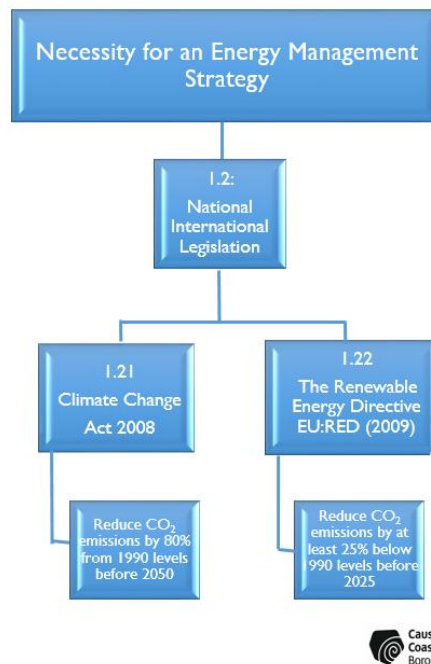 Necessity for an Energy Management
Strategy
1.2:
National
International
Legislation
1.21
Climate Change
Act 2008
1.22
The Renewable
Energy Directive
EU:RED (2009)
Reduce CO₂
emissions by 80%
from 1990 levels
before 2050
Reduce CO₂
emissions by at
least 25% below
1990 levels before
2025
Caus
Coas
Boro